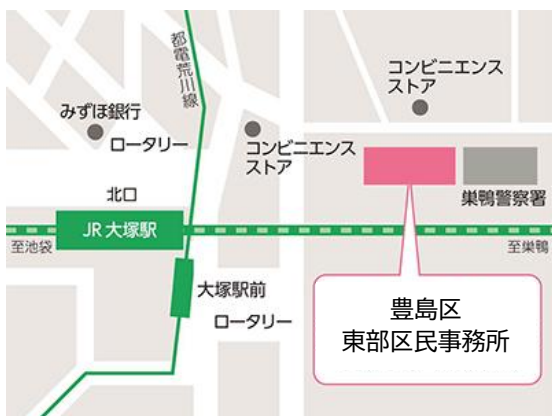 都電荒川線
コンビニエンス
ストア
みずほ銀行
ロータリー
コンビニエンス
ストア
北口
巣鴨警察署
JR 大塚駅
至池袋
至巣鴨
大塚駅前
ロータリー
豊島区
東部区民事務所